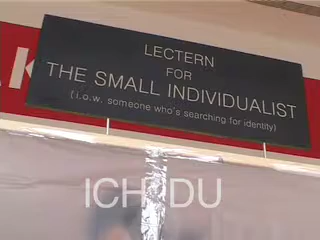 LECTERN
FOR
THE SMALL INDIVIDUALIST
(i.o.w. someone who's searching for identity)
K
ICH DU